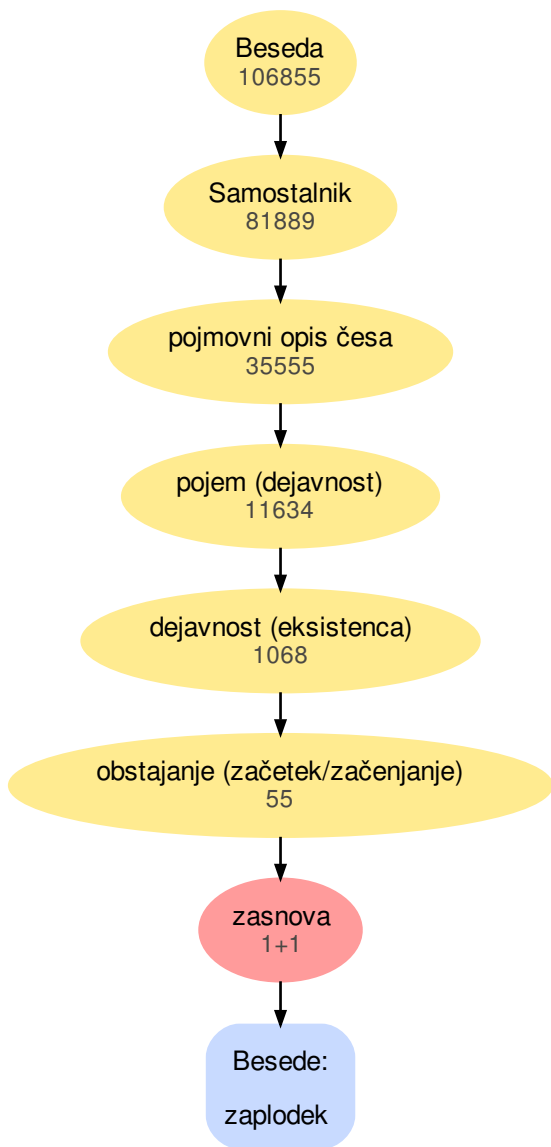 Beseda
106855
Samostalnik
81889
pojmovni opis česa
35555
pojem (dejavnost)
11634
dejavnost (eksistenca)
1068
obstajanje (začetek/začenjanje)
55
zasnova
1+1
Besede:
zaplodek